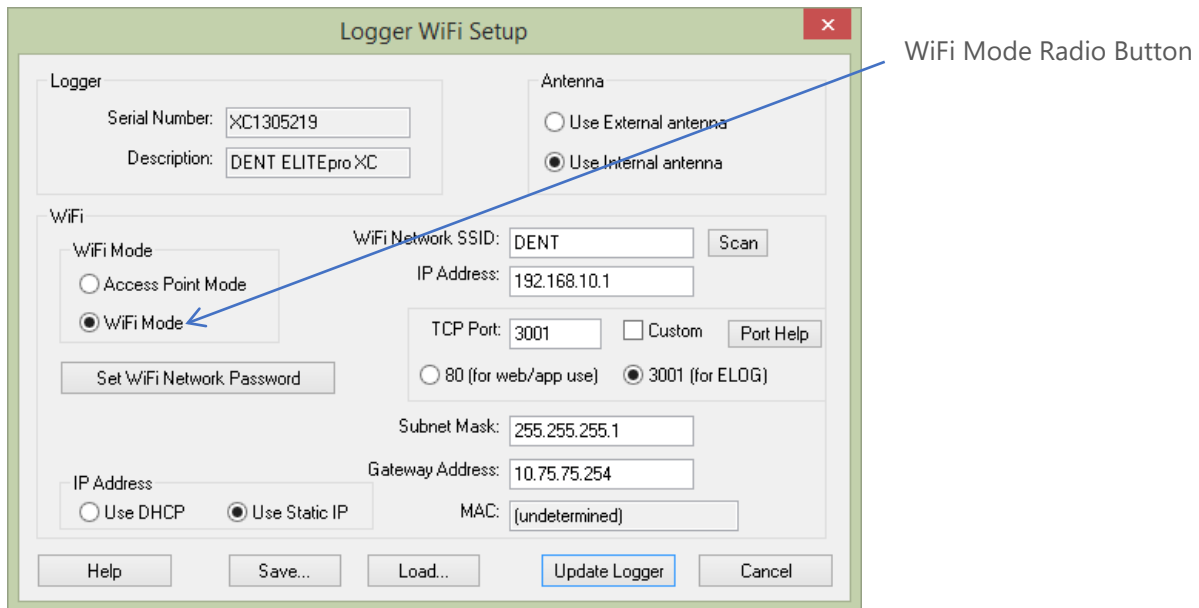 Logger WiFi Setup
WiFi Mode Radio Button
Logger
Serial Number: XC1305219
Description: DENT ELITEpro XC
Antenna
Use External antenna
Use Internal antenna
WiFi
WiFi Mode
Access Point Mode
WiFi Mode
Set WiFi Network Password
WiFi Network SSID: DENT Scan
IP Address: 192.168.10.1
TCP Port: 3001 Custom Port Help
80 (for web/app use) 3001 (for ELOG)
Subnet Mask: 255.255.255.1
Gateway Address: 10.75.75.254
MAC: (undetermined)
IP Address
Use DHCP Use Static IP
Help Save... Load... Update Logger Cancel